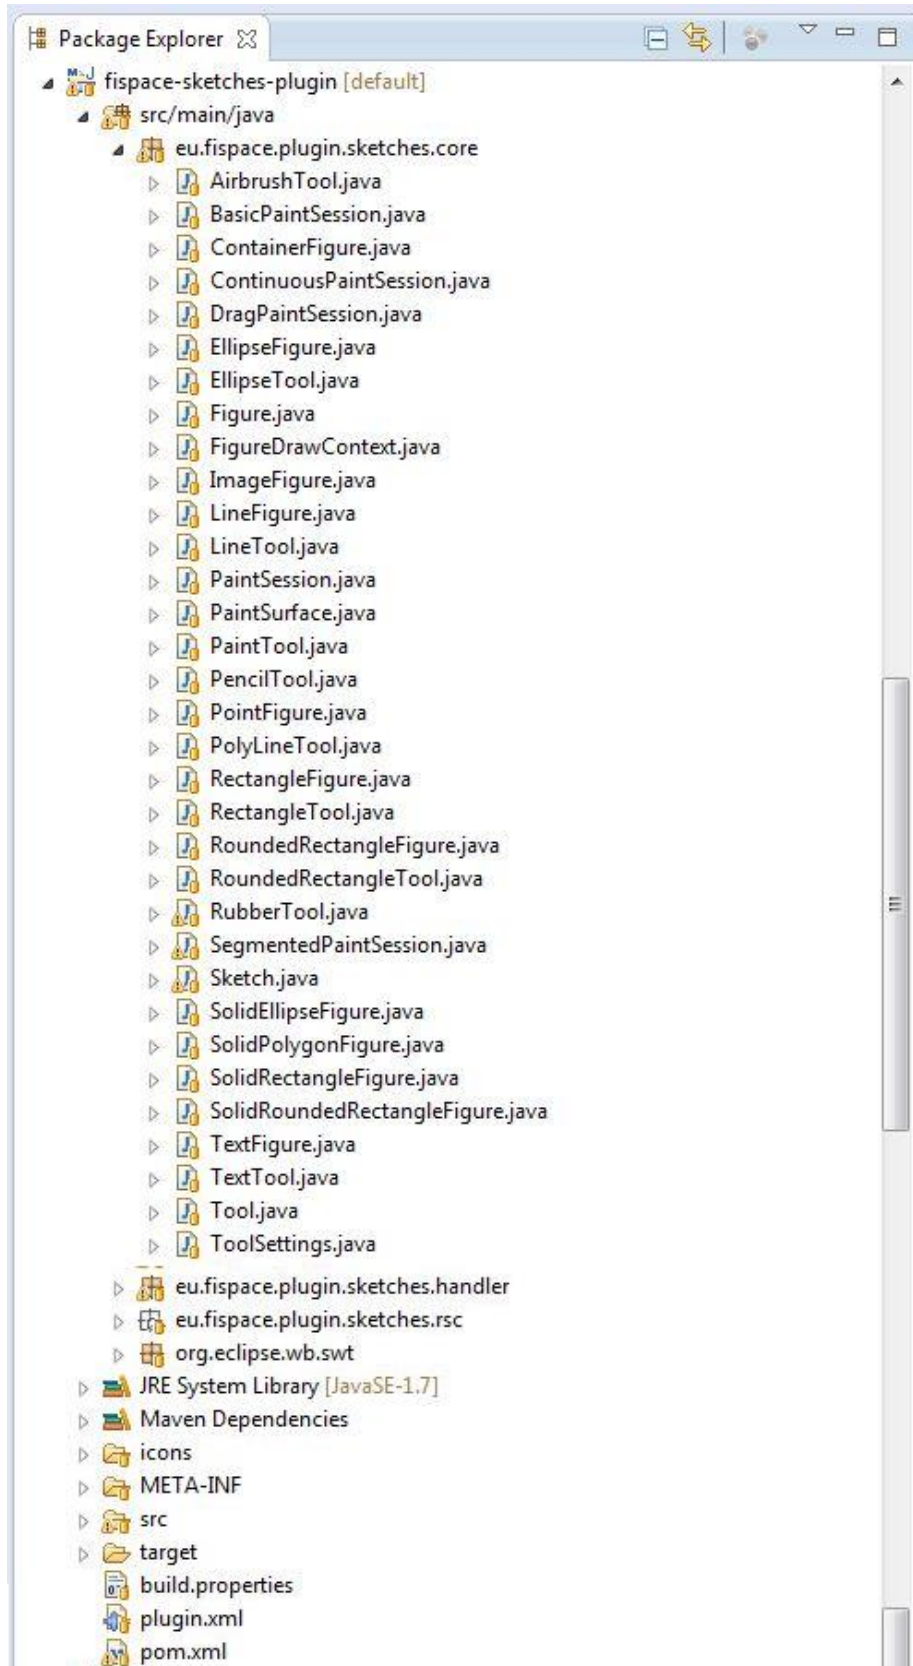 Package Explorer
fispace-sketches-plugin [default]
src/main/java
eu.fispace.plugin.sketches.core
AirbrushTool.java
BasicPaintSession.java
ContainerFigure.java
ContinuousPaintSession.java
DragPaintSession.java
EllipseFigure.java
EllipseTool.java
Figure.java
FigureDrawContext.java
ImageFigure.java
LineFigure.java
LineTool.java
PaintSession.java
PaintSurface.java
PaintTool.java
PencilTool.java
PointFigure.java
PolyLineTool.java
RectangleFigure.java
RectangleTool.java
RoundedRectangleFigure.java
RoundedRectangleTool.java
RubberTool.java
SegmentedPaintSession.java
Sketch.java
SolidEllipseFigure.java
SolidPolygonFigure.java
SolidRectangleFigure.java
SolidRoundedRectangleFigure.java
TextFigure.java
TextTool.java
Tool.java
ToolSettings.java
eu.fispace.plugin.sketches.handler
eu.fispace.plugin.sketches.rsc
org.eclipse.wb.swt
JRE System Library [JavaSE-1.7]
Maven Dependencies
icons
META-INF
src
target
build.properties
plugin.xml
pom.xml